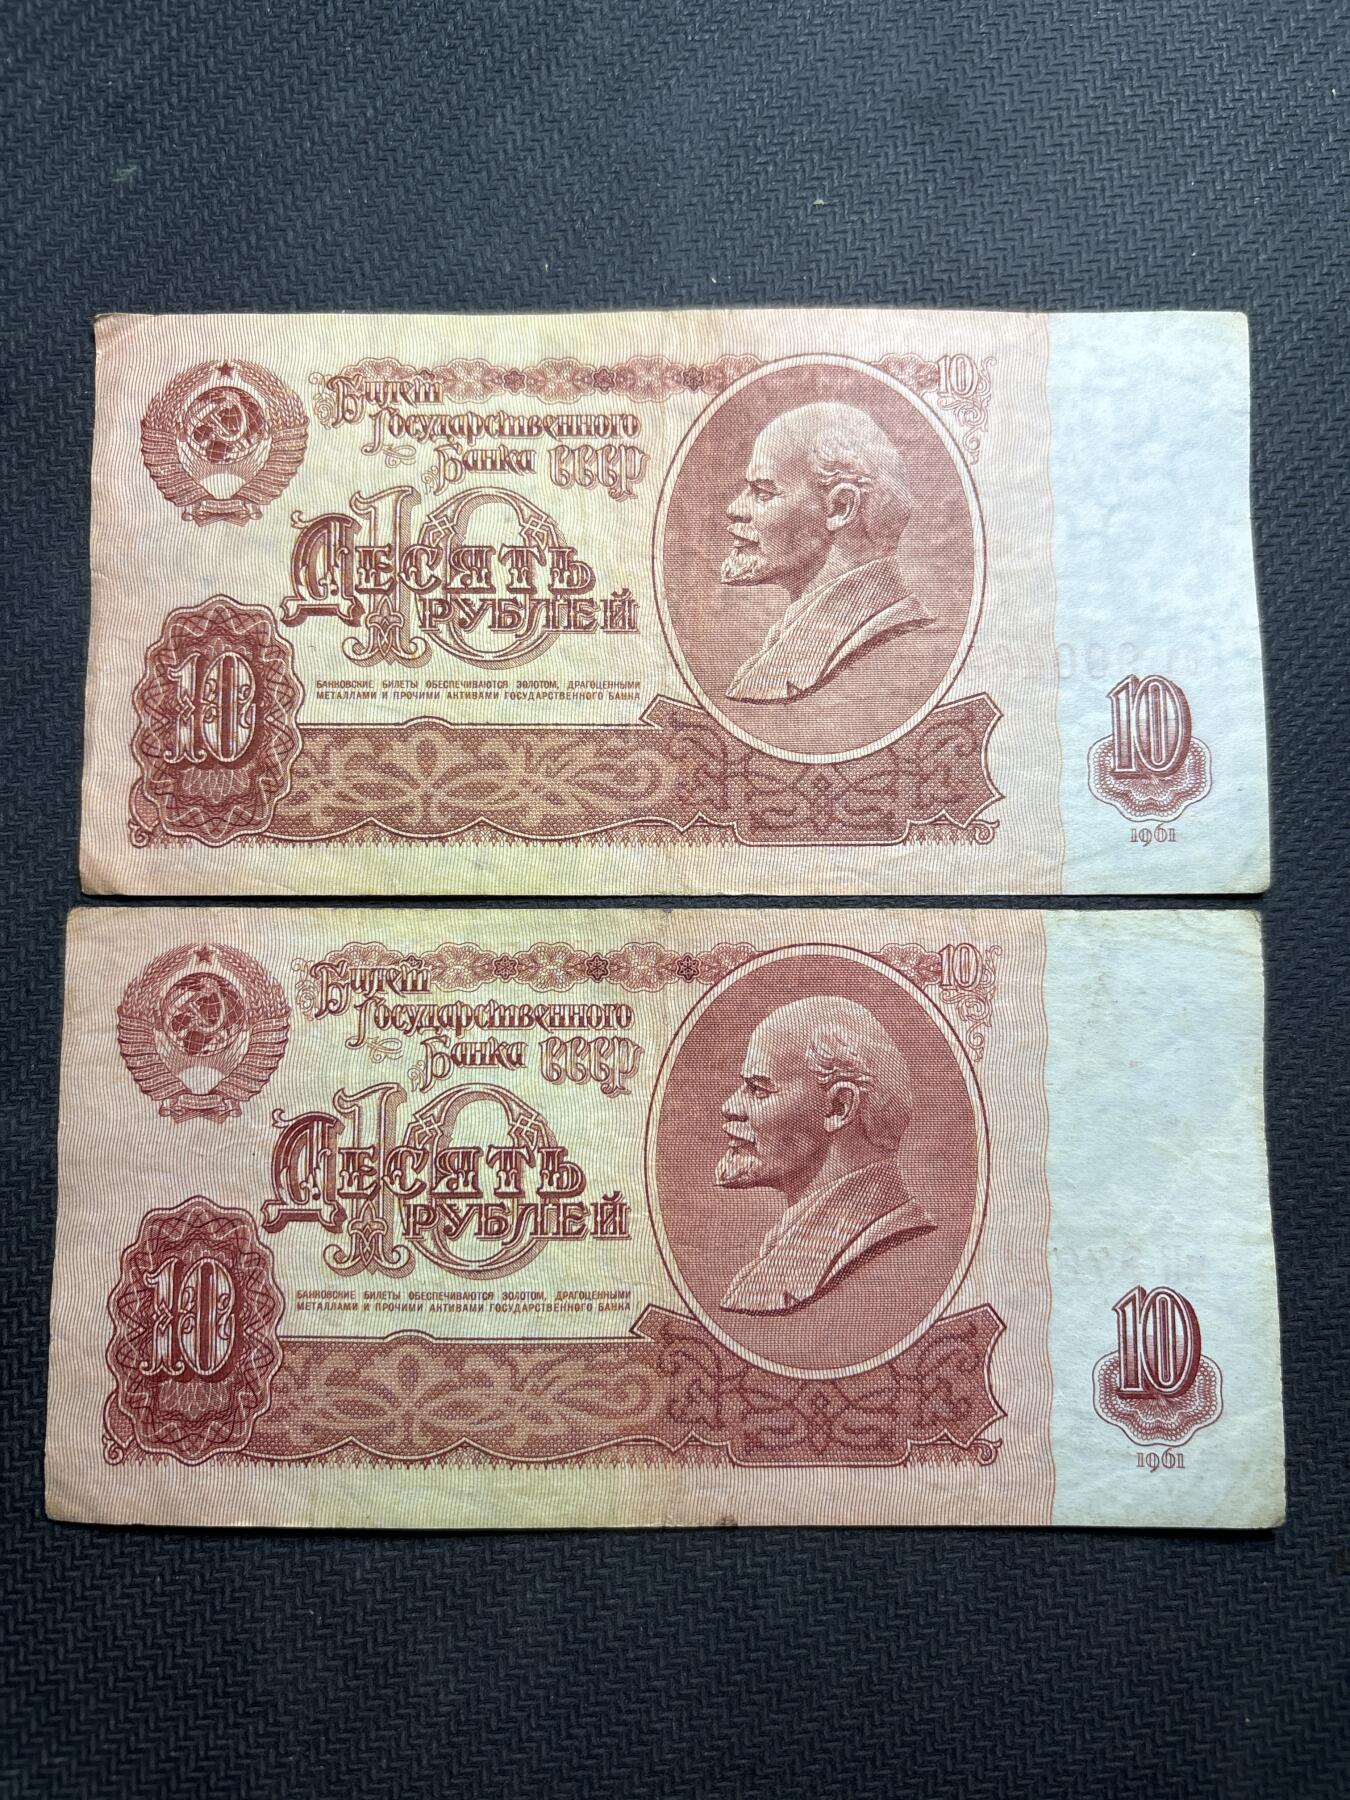 Билет
Государственного
Банка СССР
10
10
Десять
рублей
10
БАНКОВСКИЕ БИЛЕТЫ ОБЕСПЕЧИВАЮТСЯ ЗОЛОТОМ, ДРАГОЦЕННЫМИ
МЕТАЛЛАМИ И ПРОЧИМИ АКТИВАМИ ГОСУДАРСТВЕННОГО БАНКА
10
1961
Билет
Государственного
Банка СССР
10
10
Десять
рублей
10
БАНКОВСКИЕ БИЛЕТЫ ОБЕСПЕЧИВАЮТСЯ ЗОЛОТОМ, ДРАГОЦЕННЫМИ
МЕТАЛЛАМИ И ПРОЧИМИ АКТИВАМИ ГОСУДАРСТВЕННОГО БАНКА
10
1961